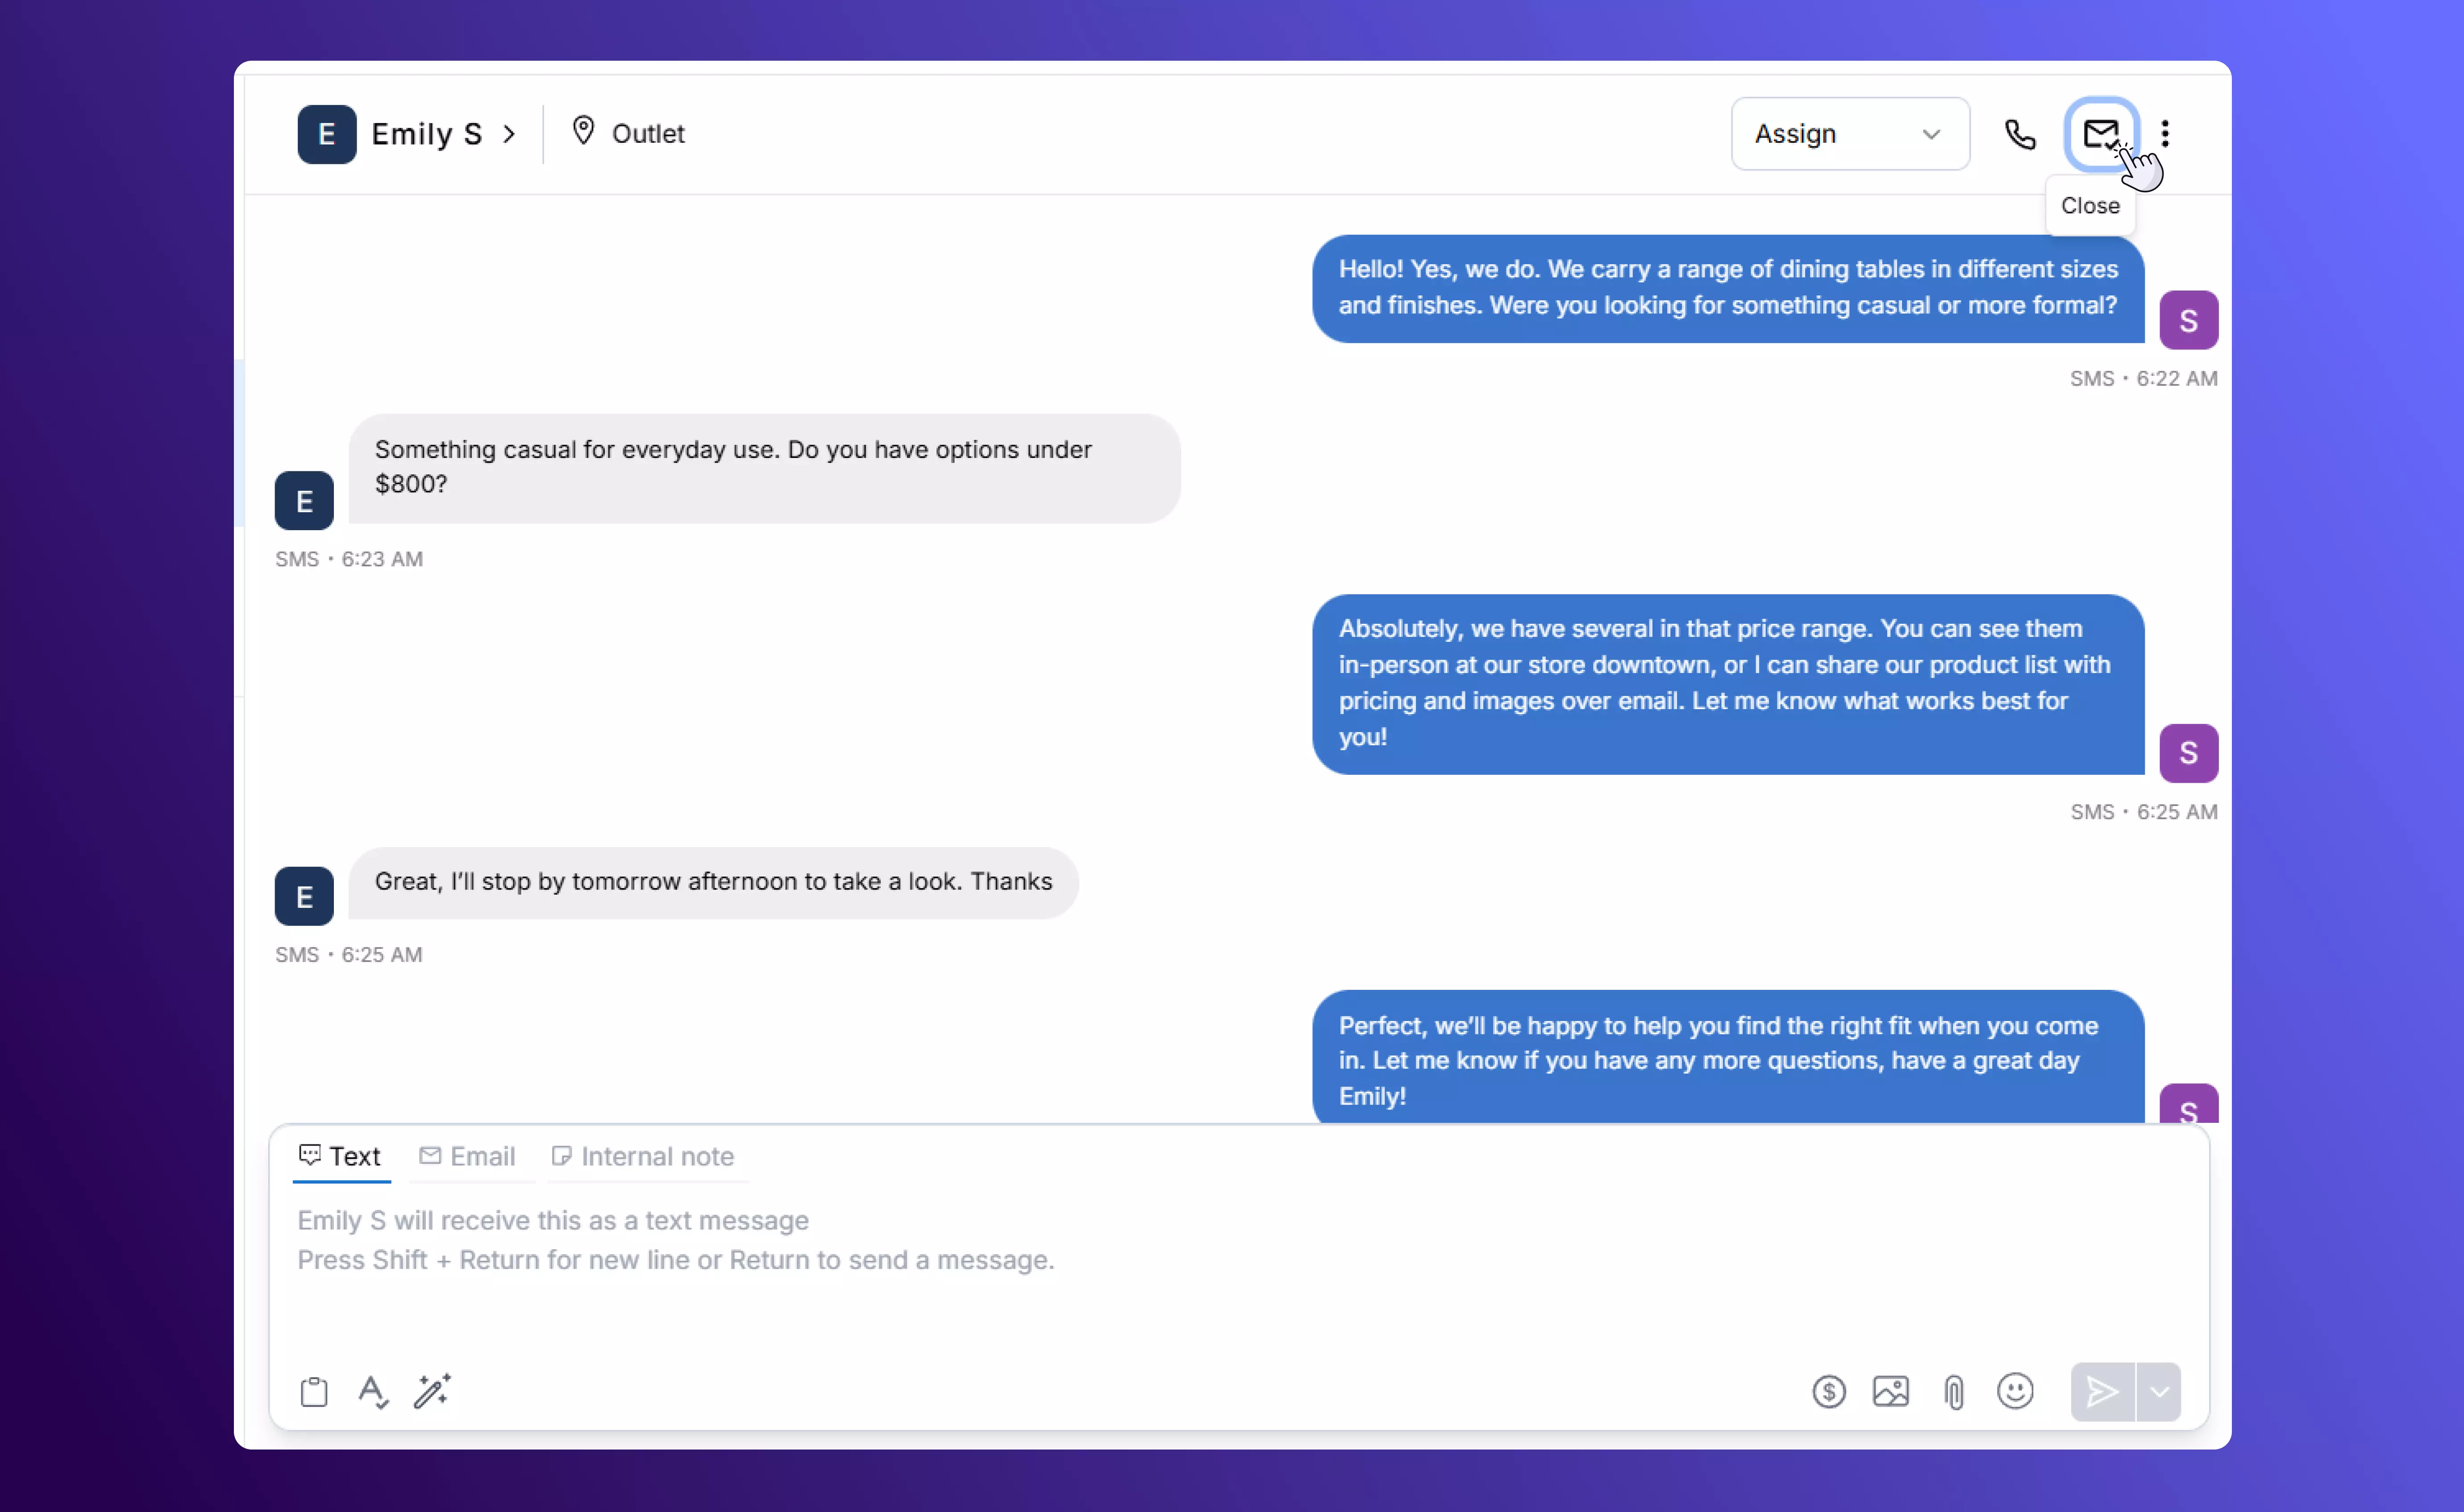 E Emily S Outlet Assign
Close
Hello! Yes, we do. We carry a range of dining tables in different sizes
and finishes. Were you looking for something casual or more formal?
S
SMS • 6:22 AM
Something casual for everyday use. Do you have options under
$800?
E
SMS • 6:23 AM
Absolutely, we have several in that price range. You can see them
in-person at our store downtown, or I can share our product list with
pricing and images over email. Let me know what works best for
you!
S
SMS • 6:25 AM
Great, I’ll stop by tomorrow afternoon to take a look. Thanks
E
SMS • 6:25 AM
Perfect, we’ll be happy to help you find the right fit when you come
in. Let me know if you have any more questions, have a great day
Emily!
S
Text Email Internal note
Emily S will receive this as a text message
Press Shift + Return for new line or Return to send a message.